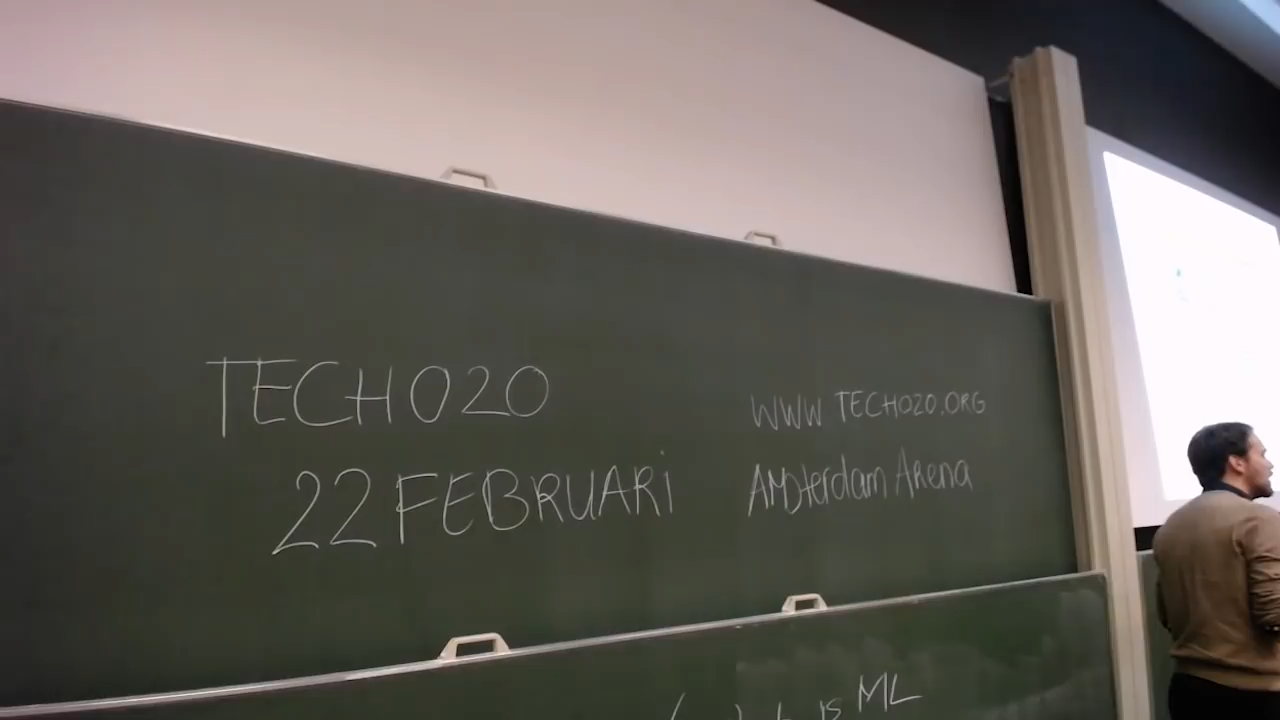 TECH020
22 FEBRUARI
WWW TECH020.ORG
AMsterdam Arena
is ML